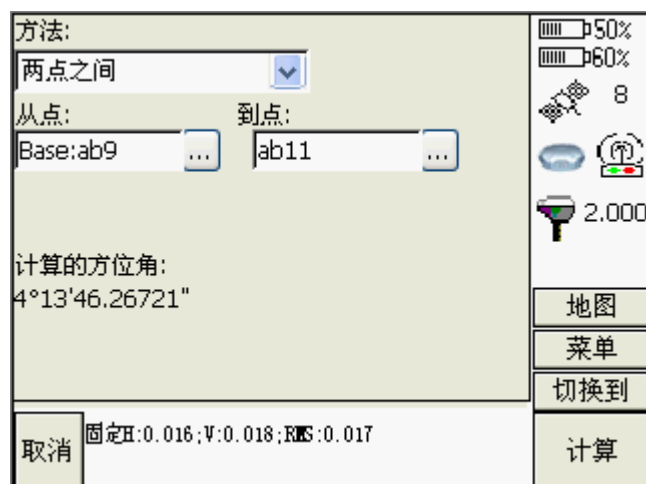 方法:
两点之间
从点:
到点:
Base:ab9
...
ab11
...
计算的方位角:
4°13'46.26721"
50%
60%
8
2.000
地图
菜单
切换到
取消
固定H:0.016;V:0.018;RMS:0.017
计算